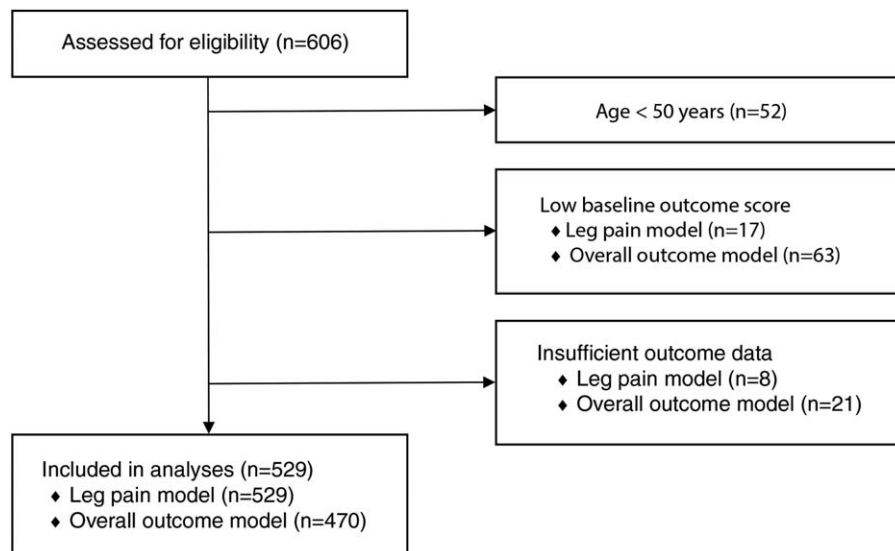 Assessed for eligibility (n=606)
Age < 50 years (n=52)
Low baseline outcome score
♦ Leg pain model (n=17)
♦ Overall outcome model (n=63)
Insufficient outcome data
♦ Leg pain model (n=8)
♦ Overall outcome model (n=21)
Included in analyses (n=529)
♦ Leg pain model (n=529)
♦ Overall outcome model (n=470)